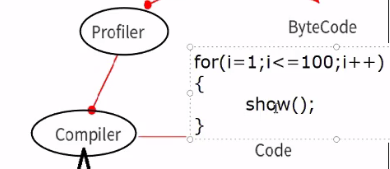 Profiler
ByteCode
for(i=1;i<=100;i++)
{
show();
}
Compiler
Code